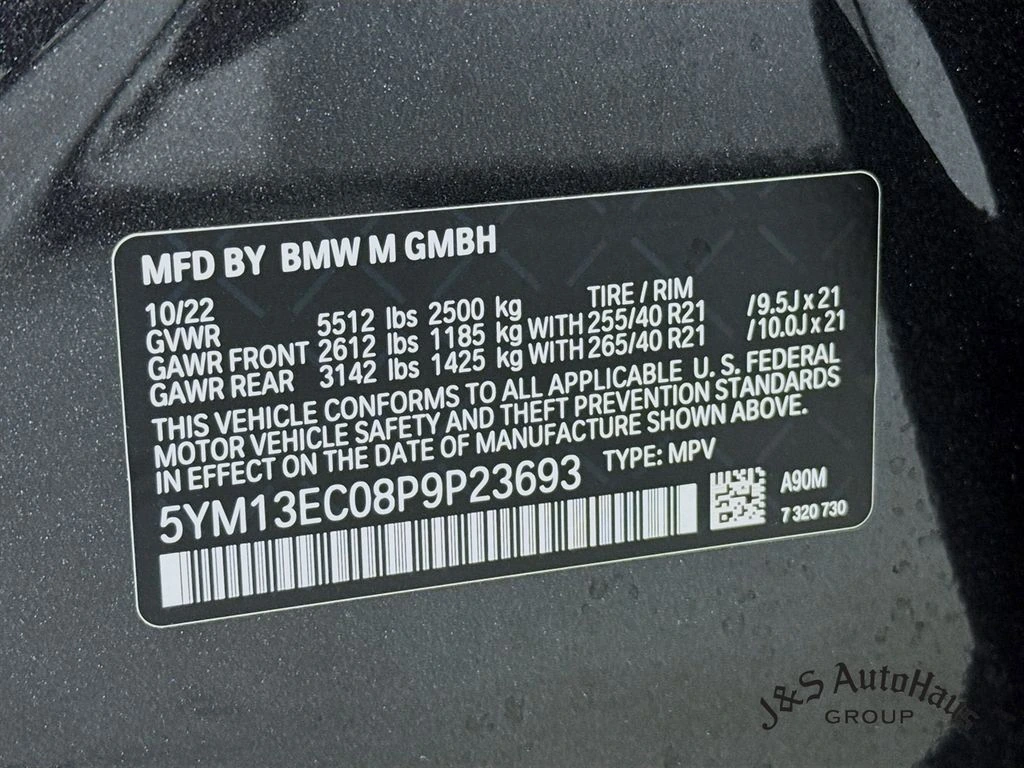 MFD BY BMW M GMBH
10/22 TIRE / RIM
GVWR 5512 lbs 2500 kg
GAWR FRONT 2612 lbs 1185 kg WITH 255/40 R21 /9.5J x 21
GAWR REAR 3142 lbs 1425 kg WITH 265/40 R21 /10.0J x 21
THIS VEHICLE CONFORMS TO ALL APPLICABLE U. S. FEDERAL
MOTOR VEHICLE SAFETY AND THEFT PREVENTION STANDARDS
IN EFFECT ON THE DATE OF MANUFACTURE SHOWN ABOVE.
5YM13EC08P9P23693 TYPE: MPV
A90M
7 320 730
J&S AutoHaus
GROUP